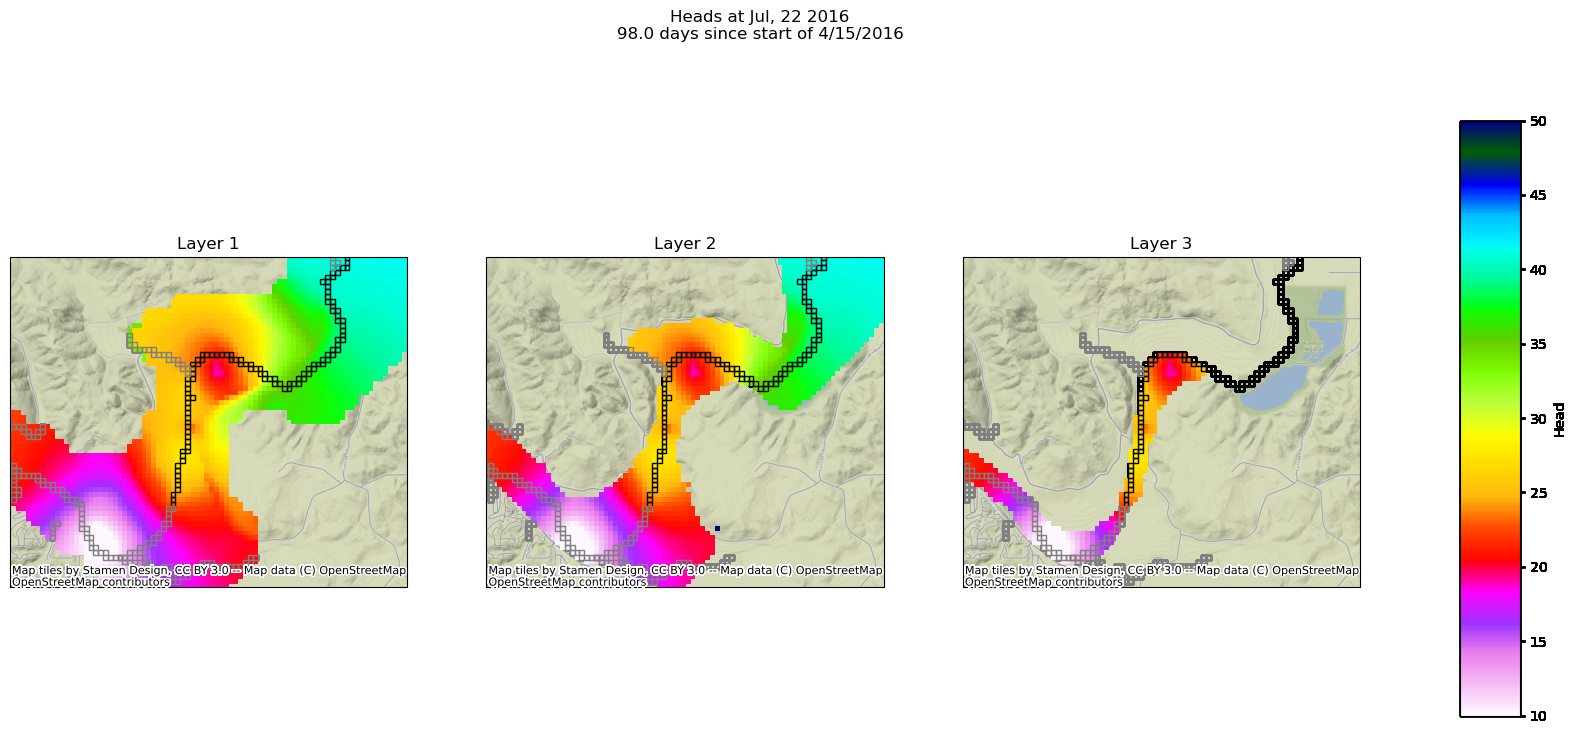 Heads at Jul, 22 2016
98.0 days since start of 4/15/2016
Layer 1
Layer 2
Layer 3
Map tiles by Stamen Design, CC BY 3.0 -- Map data (C) OpenStreetMap
OpenStreetMap contributors
Map tiles by Stamen Design, CC BY 3.0 -- Map data (C) OpenStreetMap
OpenStreetMap contributors
Map tiles by Stamen Design, CC BY 3.0 -- Map data (C) OpenStreetMap
OpenStreetMap contributors
50
45
40
35
30
25
20
15
10
Head